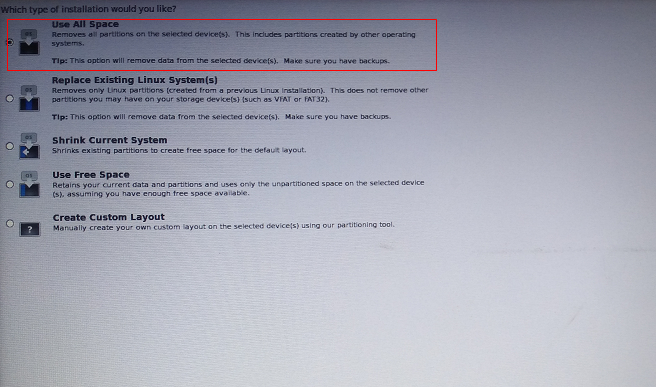 Which type of installation would you like?
Use All Space
Removes all partitions on the selected device(s). This includes partitions created by other operating
systems.
Tip: This option will remove data from the selected device(s). Make sure you have backups.
Replace Existing Linux System(s)
Removes only Linux partitions (created from a previous Linux installation). This does not remove other
partitions you may have on your storage device(s) (such as VFAT or FAT32).
Tip: This option will remove data from the selected device(s). Make sure you have backups.
Shrink Current System
Shrinks existing partitions to create free space for the default layout.
Use Free Space
Retains your current data and partitions and uses only the unpartitioned space on the selected device
(s), assuming you have enough free space available.
Create Custom Layout
?
Manually create your own custom layout on the selected device(s) using our partitioning tool.